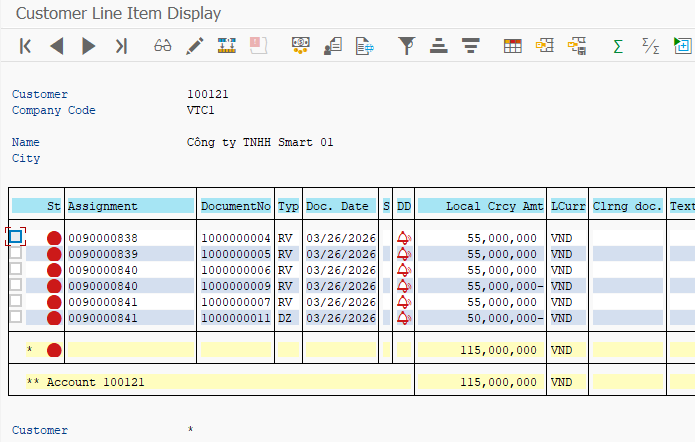 Customer Line Item Display
Customer 100121
Company Code VTC1
Name Công ty TNHH Smart 01
City
St Assignment DocumentNo Typ Doc. Date S DD Local Crcy Amt LCurr Clrng doc. Text
0090000838 1000000004 RV 03/26/2026 55,000,000 VND
0090000839 1000000005 RV 03/26/2026 55,000,000 VND
0090000840 1000000006 RV 03/26/2026 55,000,000 VND
0090000840 1000000009 RV 03/26/2026 55,000,000- VND
0090000841 1000000007 RV 03/26/2026 55,000,000 VND
0090000841 1000000011 DZ 03/26/2026 50,000,000- VND
* 115,000,000 VND
** Account 100121 115,000,000 VND
Customer *